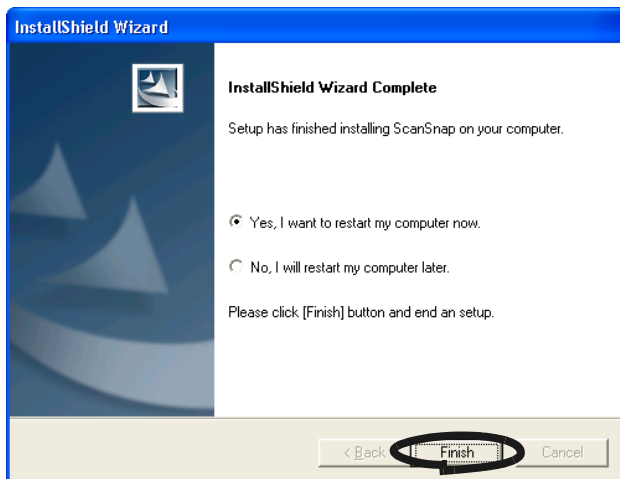 InstallShield Wizard
InstallShield Wizard Complete
Setup has finished installing ScanSnap on your computer.
Yes, I want to restart my computer now.
No, I will restart my computer later.
Please click [Finish] button and end an setup.
< Back
Finish
Cancel